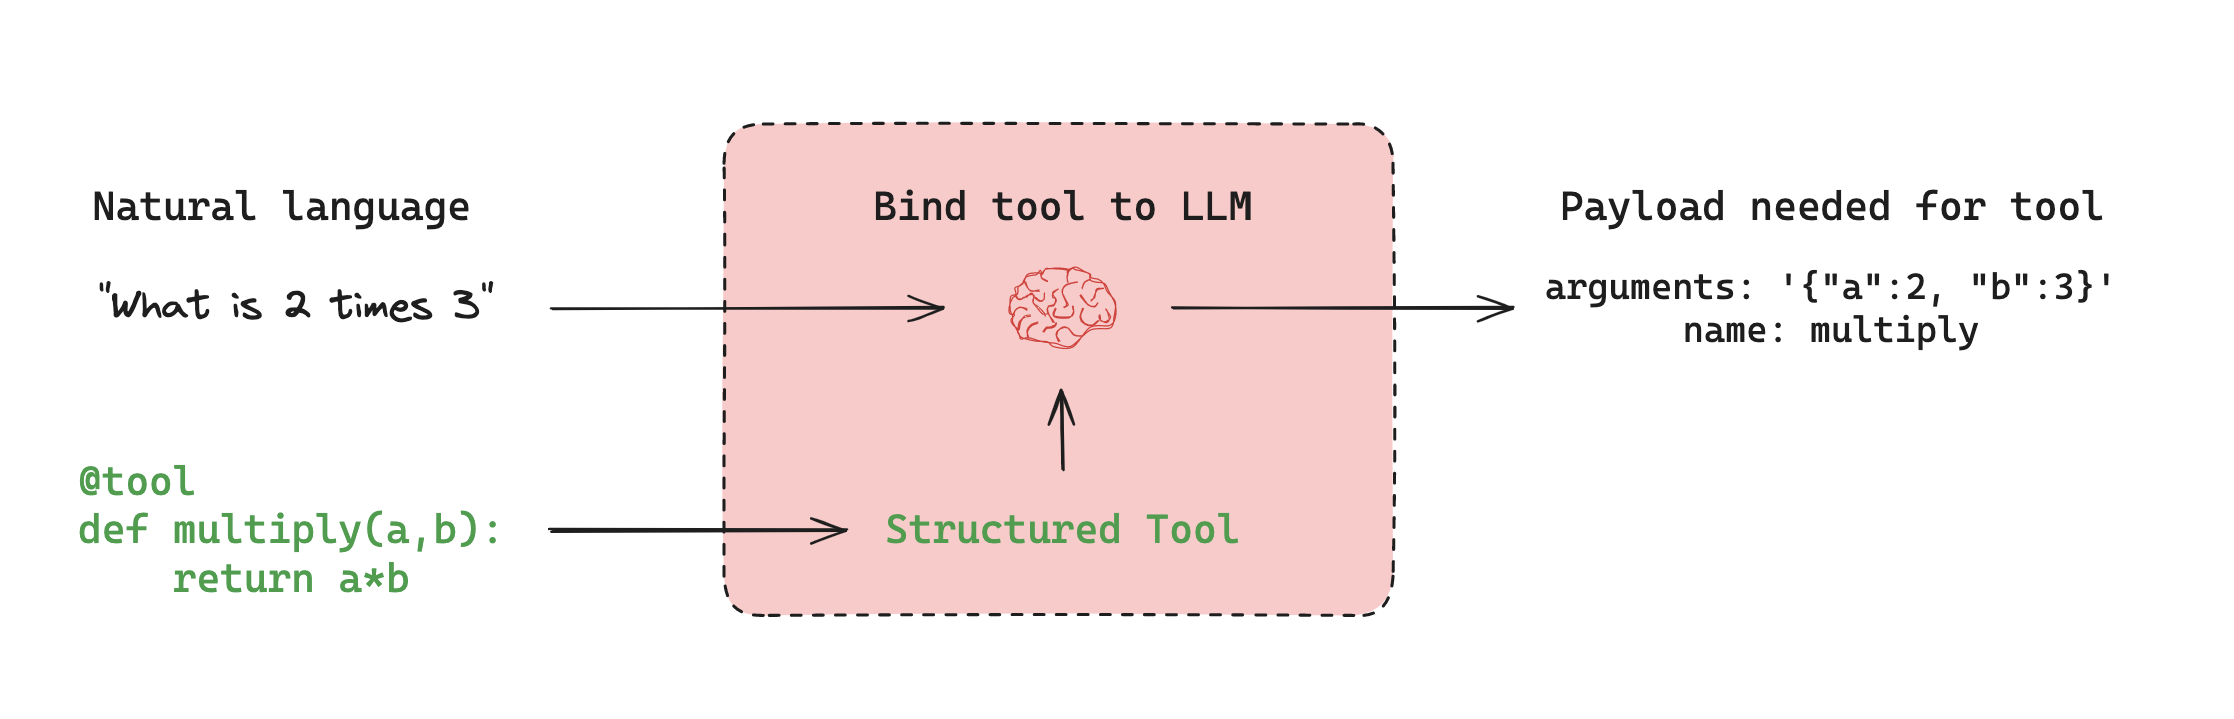 Natural language
"What is 2 times 3"
@tool
def multiply(a,b):
    return a*b
Bind tool to LLM
Structured Tool
Payload needed for tool
arguments: '{"a":2, "b":3}'
name: multiply